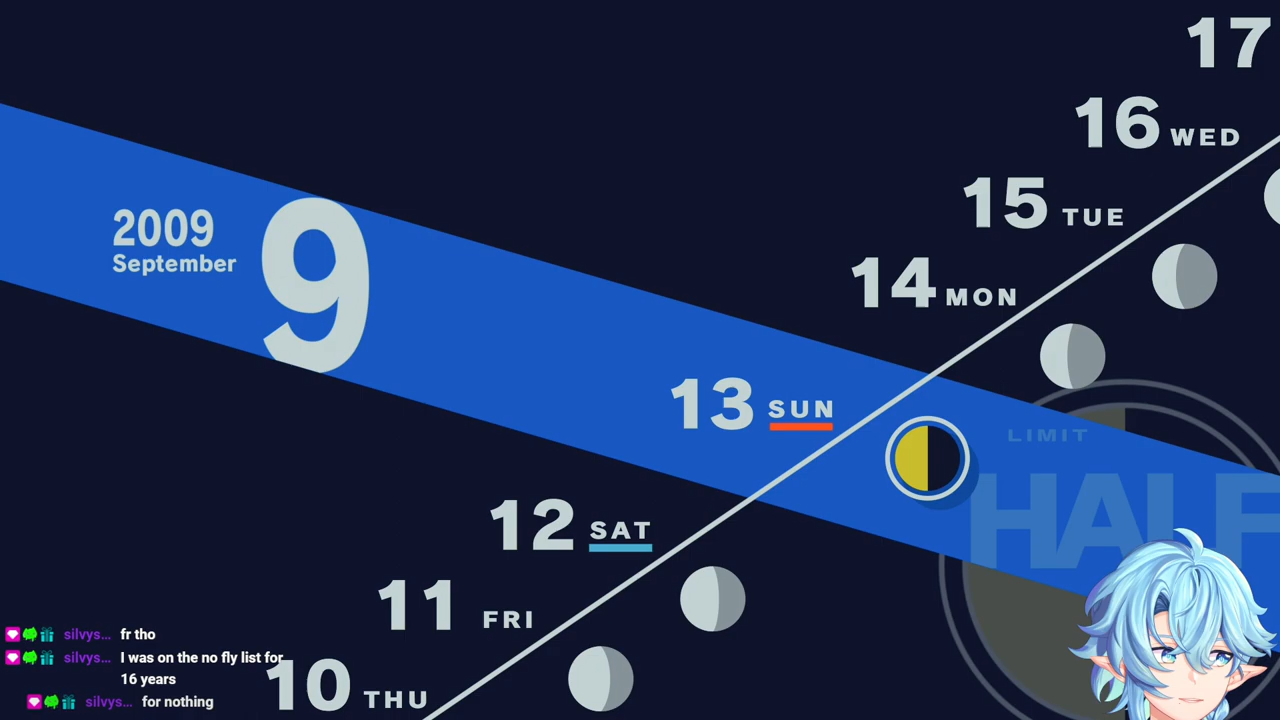 17
16 WED
15 TUE
2009
September
9
14 MON
13 SUN
LIMIT
HALF
12 SAT
11 FRI
10 THU
silvys... fr tho
silvys... I was on the no fly list for
16 years
silvys... for nothing